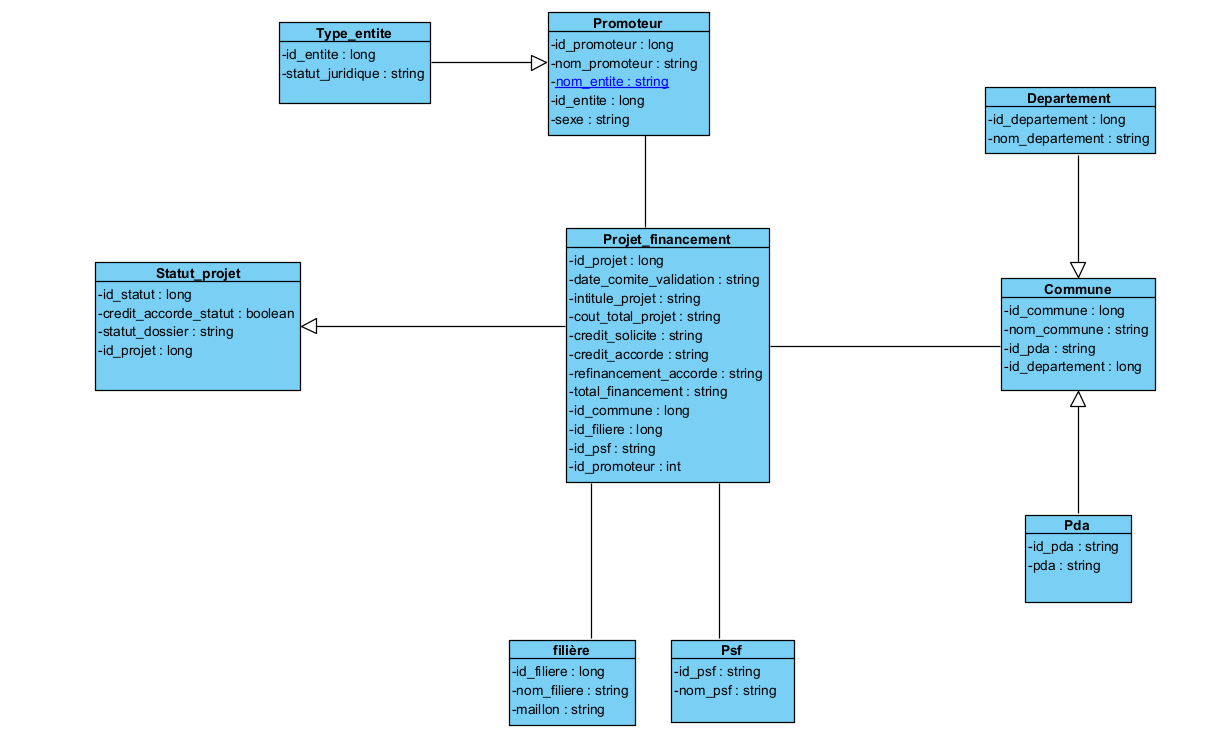 Type_entite
-id_entite : long
-statut_juridique : string
Promoteur
-id_promoteur : long
-nom_promoteur : string
-nom_entite : string
-id_entite : long
-sexe : string
Departement
-id_departement : long
-nom_departement : string
Statut_projet
-id_statut : long
-credit_accorde_statut : boolean
-statut_dossier : string
-id_projet : long
Projet_financement
-id_projet : long
-date_comite_validation : string
-intitule_projet : string
-cout_total_projet : string
-credit_solicite : string
-credit_accorde : string
-refinancement_accorde : string
-total_financement : string
-id_commune : long
-id_filiere : long
-id_psf : string
-id_promoteur : int
Commune
-id_commune : long
-nom_commune : string
-id_pda : string
-id_departement : long
Pda
-id_pda : string
-pda : string
filière
-id_filiere : long
-nom_filiere : string
-maillon : string
Psf
-id_psf : string
-nom_psf : string